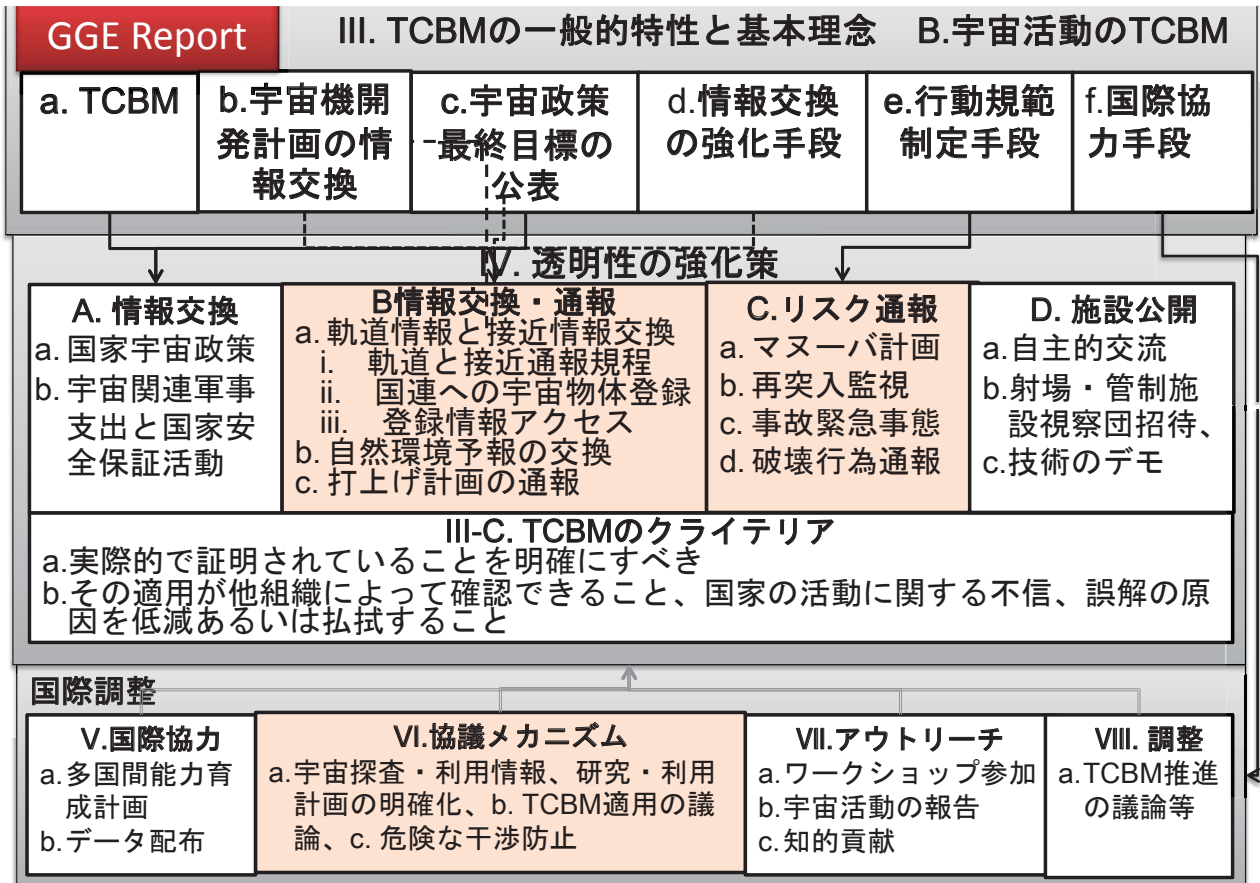 GGE Report
III. TCBMの一般的特性と基本理念 B.宇宙活動のTCBM
a. TCBM
b.宇宙機開
発計画の情
報交換
c.宇宙政策
最終目標の
公表
d.情報交換
の強化手段
e.行動規範
制定手段
f.国際協
力手段
IV. 透明性の強化策
A. 情報交換
a. 国家宇宙政策
b. 宇宙関連軍事
支出と国家安
全保証活動
B情報交換・通報
a. 軌道情報と接近情報交換
i. 軌道と接近通報規程
ii. 国連への宇宙物体登録
iii. 登録情報アクセス
b. 自然環境予報の交換
c. 打上げ計画の通報
C.リスク通報
a. マヌーバ計画
b. 再突入監視
c. 事故緊急事態
d. 破壊行為通報
D. 施設公開
a.自主的交流
b.射場・管制施
設視察団招待、
c.技術のデモ
III-C. TCBMのクライテリア
a.実際的で証明されていることを明確にすべき
b.その適用が他組織によって確認できること、国家の活動に関する不信、誤解の原
因を低減あるいは払拭すること
国際調整
V.国際協力
a.多国間能力育
成計画
b.データ配布
VI.協議メカニズム
a.宇宙探査・利用情報、研究・利用
計画の明確化、b. TCBM適用の議
論、c. 危険な干渉防止
VII.アウトリーチ
a.ワークショップ参加
b.宇宙活動の報告
c.知的貢献
VIII. 調整
a.TCBM推進
の議論等